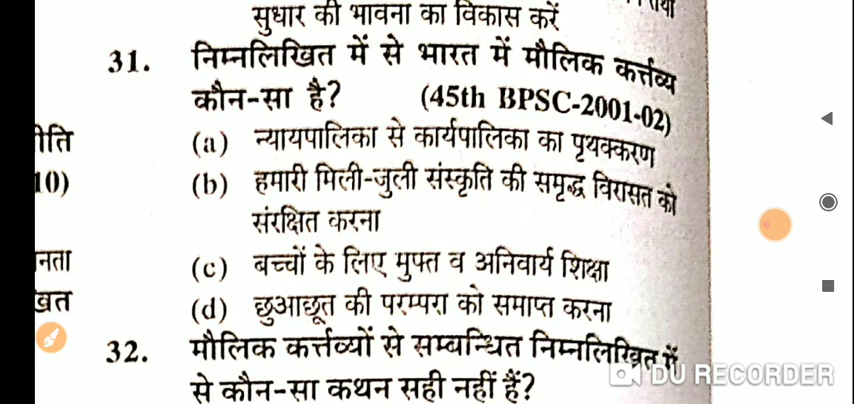 सुधार की भावना का विकास करें
31. निम्नलिखित में से भारत में मौलिक कर्त्तव्य
कौन-सा है? (45th BPSC-2001-02)
(a) न्यायपालिका से कार्यपालिका का पृथक्करण
(b) हमारी मिली-जुली संस्कृति की समृद्ध विरासत को
संरक्षित करना
(c) बच्चों के लिए मुफ्त व अनिवार्य शिक्षा
(d) छुआछूत की परम्परा को समाप्त करना
32. मौलिक कर्त्तव्यों से सम्बन्धित निम्नलिखित में
से कौन-सा कथन सही नहीं हैं?
10)
DU RECORDER